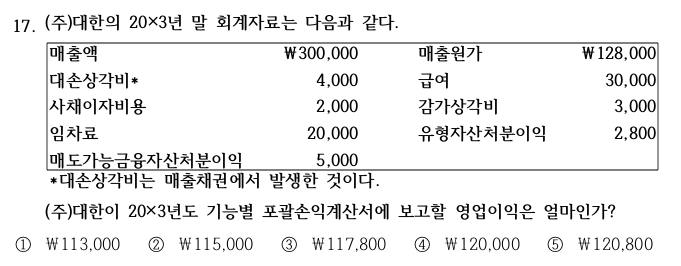 17. (주)대한의 20×3년 말 회계자료는 다음과 같다.
매출액 ₩300,000 매출원가 ₩128,000
대손상각비* 4,000 급여 30,000
사채이자비용 2,000 감가상각비 3,000
임차료 20,000 유형자산처분이익 2,800
매도가능금융자산처분이익 5,000
*대손상각비는 매출채권에서 발생한 것이다.
(주)대한이 20×3년도 기능별 포괄손익계산서에 보고할 영업이익은 얼마인가?
① ₩113,000 ② ₩115,000 ③ ₩117,800 ④ ₩120,000 ⑤ ₩120,800